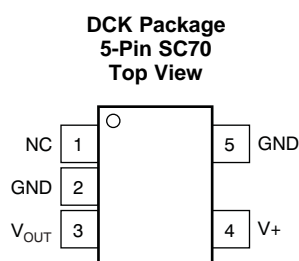 DCK Package
5-Pin SC70
Top View
NC 1 5 GND
GND 2
VOUT 3 4 V+